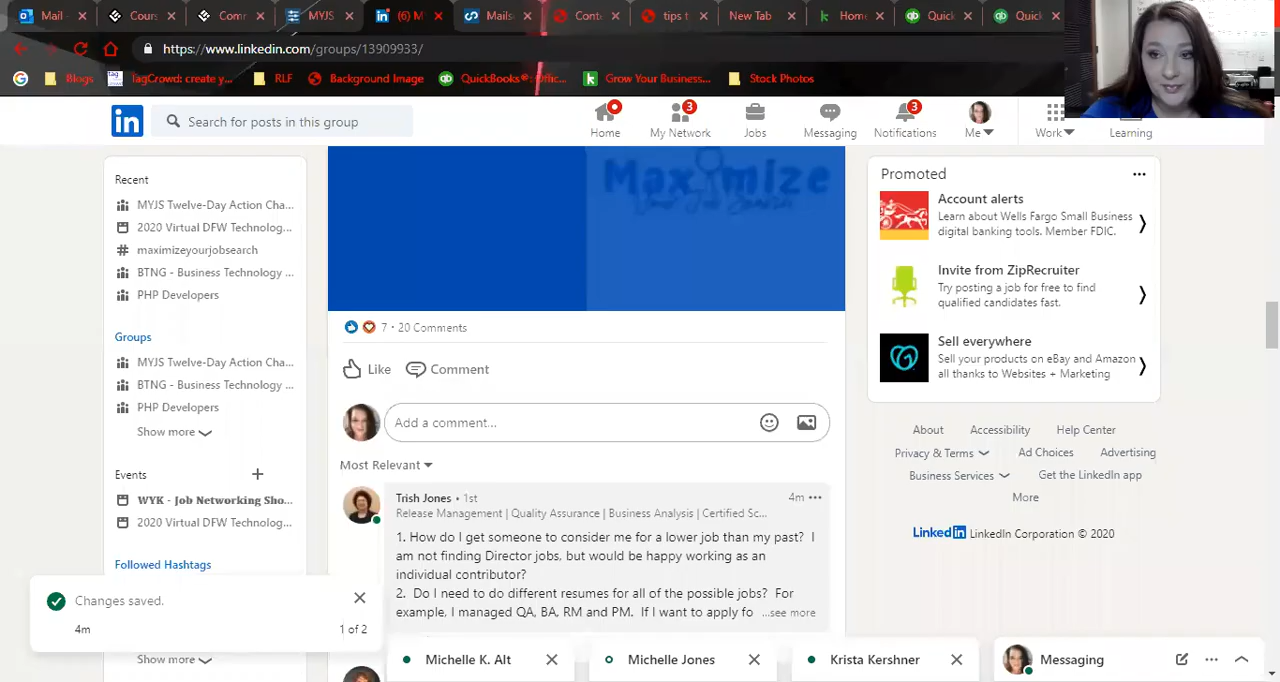 Mail - Cours Comr MYJS (6) M Mails Conta tips t New Tab Home Quick Quick
https://www.linkedin.com/groups/13909933/
Blogs TagCrowd: create y... RLF Background Image QuickBooks®: Offic... Grow Your Business... Stock Photos
in Search for posts in this group Home 3 My Network Jobs Messaging 3 Notifications Me Work Learning
Recent
MYJS Twelve-Day Action Cha...
2020 Virtual DFW Technolog...
# maximizeyourjobsearch
BTNG - Business Technology ...
PHP Developers
Groups
MYJS Twelve-Day Action Cha...
BTNG - Business Technology ...
PHP Developers
Show more
Events +
WYK - Job Networking Sho...
2020 Virtual DFW Technolog...
Followed Hashtags
Show more
Changes saved.
4m 1 of 2
Maximize
Your Job Search
7 • 20 Comments
Like Comment
Add a comment...
Most Relevant
Trish Jones • 1st 4m ...
Release Management | Quality Assurance | Business Analysis | Certified Sc...
1. How do I get someone to consider me for a lower job than my past? I
am not finding Director jobs, but would be happy working as an
individual contributor?
2. Do I need to do different resumes for all of the possible jobs? For
example, I managed QA, BA, RM and PM. If I want to apply fo ...see more
Promoted ...
Account alerts
Learn about Wells Fargo Small Business
digital banking tools. Member FDIC.
Invite from ZipRecruiter
Try posting a job for free to find
qualified candidates fast.
Sell everywhere
Sell your products on eBay and Amazon
all thanks to Websites + Marketing
About Accessibility Help Center
Privacy & Terms Ad Choices Advertising
Business Services Get the LinkedIn app
More
LinkedIn LinkedIn Corporation © 2020
Michelle K. Alt Michelle Jones Krista Kershner Messaging ...